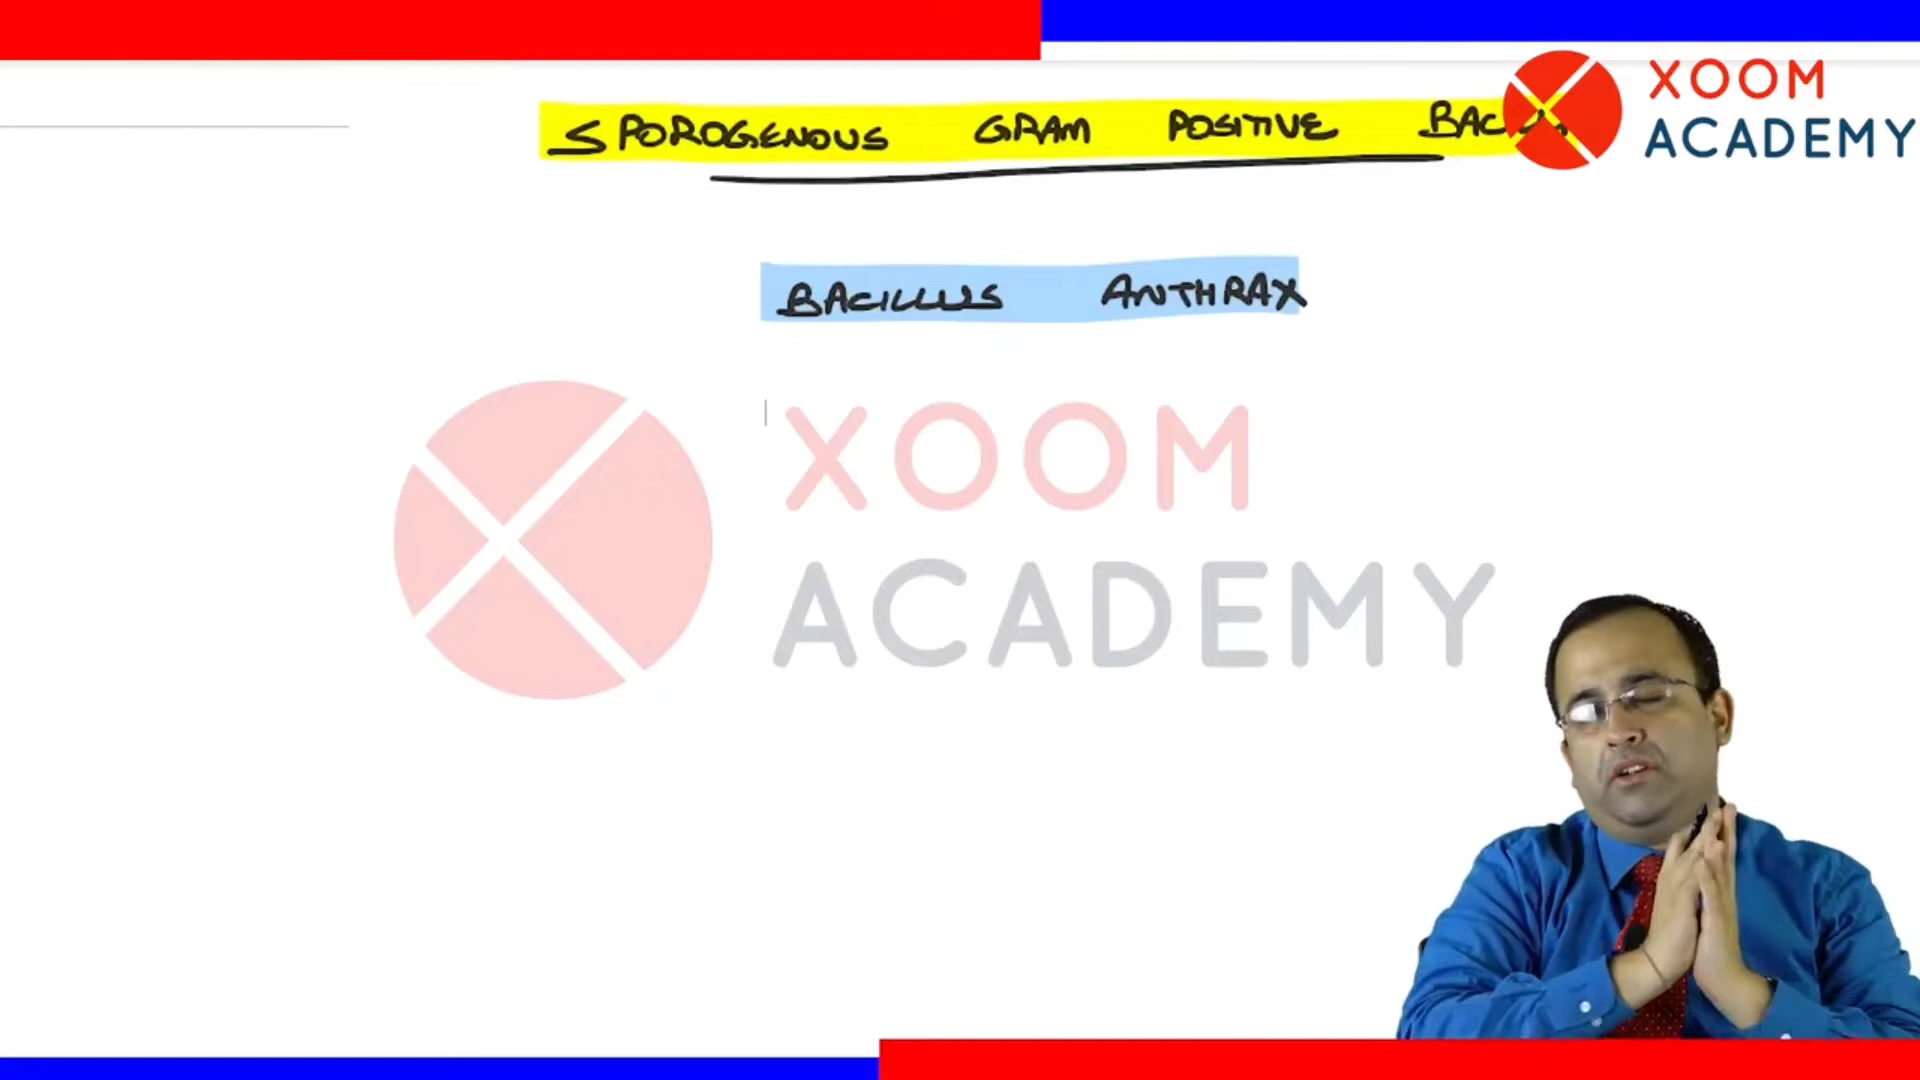 XOOM
ACADEMY
SPOROGENOUS GRAM POSITIVE
BACILLUS ANTHRAX
XOOM
ACADEMY